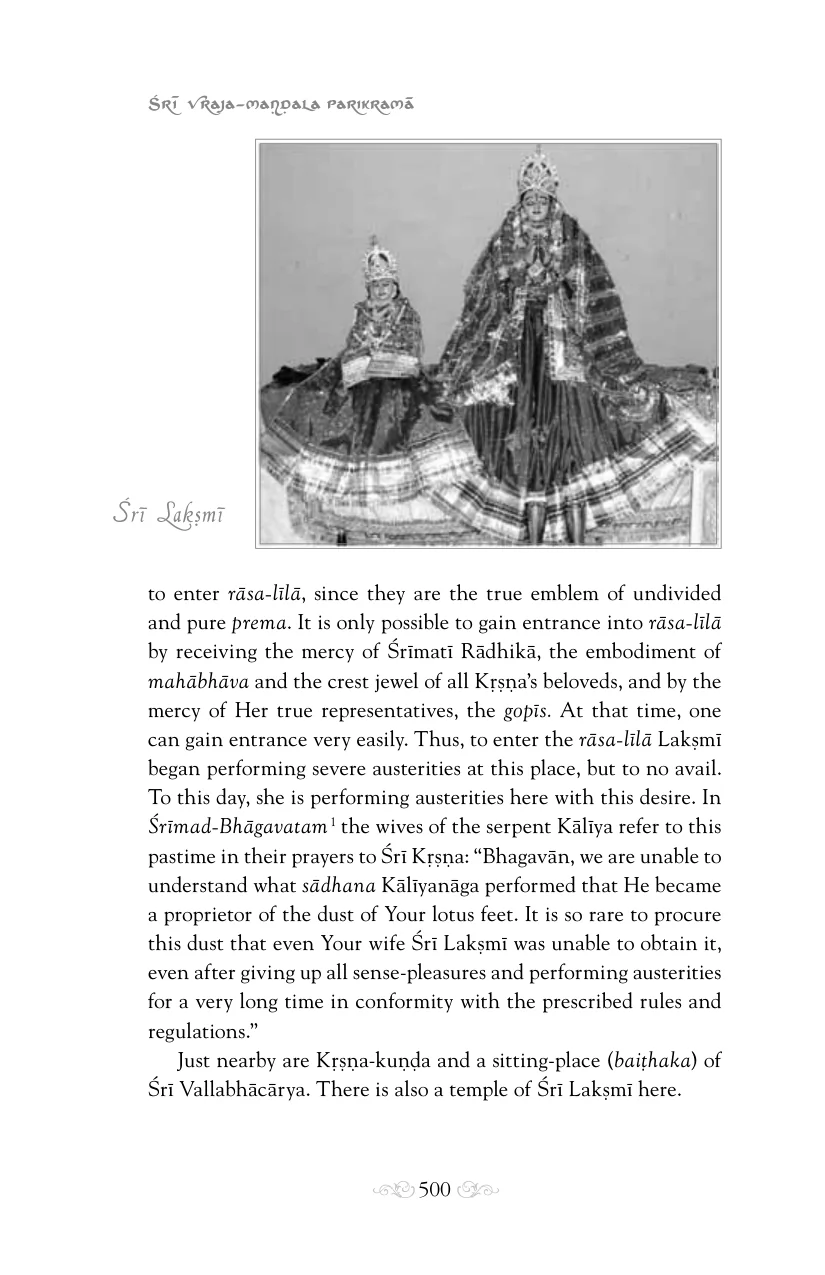 Śrī Vraja-maṇḍala Parikramā
Śrī Lakṣmī
to enter rāsa-līlā, since they are the true emblem of undivided
and pure prema. It is only possible to gain entrance into rāsa-līlā
by receiving the mercy of Śrīmatī Rādhikā, the embodiment of
mahābhāva and the crest jewel of all Kṛṣṇa’s beloveds, and by the
mercy of Her true representatives, the gopīs. At that time, one
can gain entrance very easily. Thus, to enter the rāsa-līlā Lakṣmī
began performing severe austerities at this place, but to no avail.
To this day, she is performing austerities here with this desire. In
Śrīmad-Bhāgavatam¹ the wives of the serpent Kālīya refer to this
pastime in their prayers to Śrī Kṛṣṇa: “Bhagavān, we are unable to
understand what sādhana Kālīyanāga performed that He became
a proprietor of the dust of Your lotus feet. It is so rare to procure
this dust that even Your wife Śrī Lakṣmī was unable to obtain it,
even after giving up all sense-pleasures and performing austerities
for a very long time in conformity with the prescribed rules and
regulations.”
Just nearby are Kṛṣṇa-kuṇḍa and a sitting-place (baiṭhaka) of
Śrī Vallabhācārya. There is also a temple of Śrī Lakṣmī here.
500